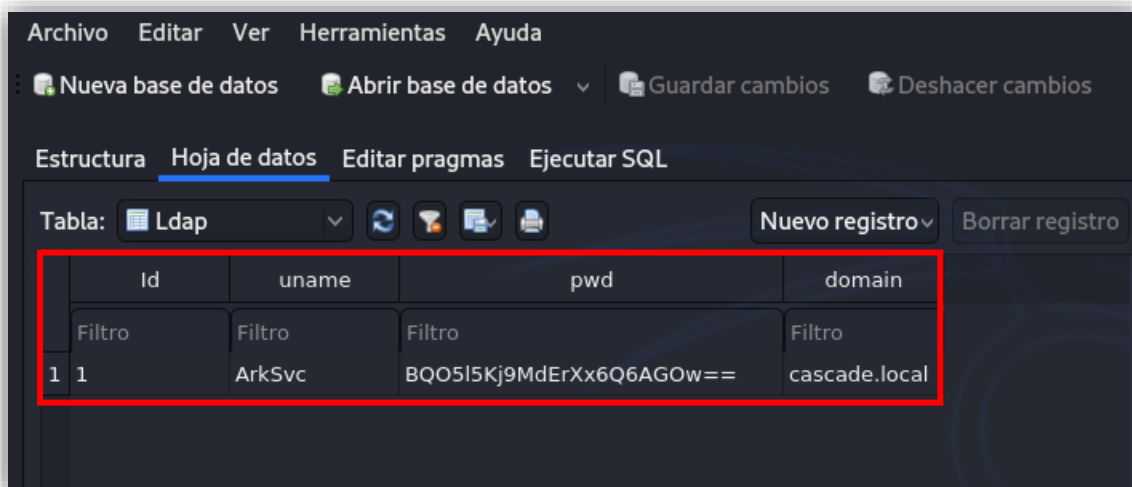 Archivo Editar Ver Herramientas Ayuda
Nueva base de datos Abrir base de datos Guardar cambios Deshacer cambios
Estructura Hoja de datos Editar pragmas Ejecutar SQL
Tabla: Ldap Nuevo registro Borrar registro
Id uname pwd domain
Filtro Filtro Filtro Filtro
1 1 ArkSvc BQO5l5Kj9MdErXx6Q6AGOw== cascade.local